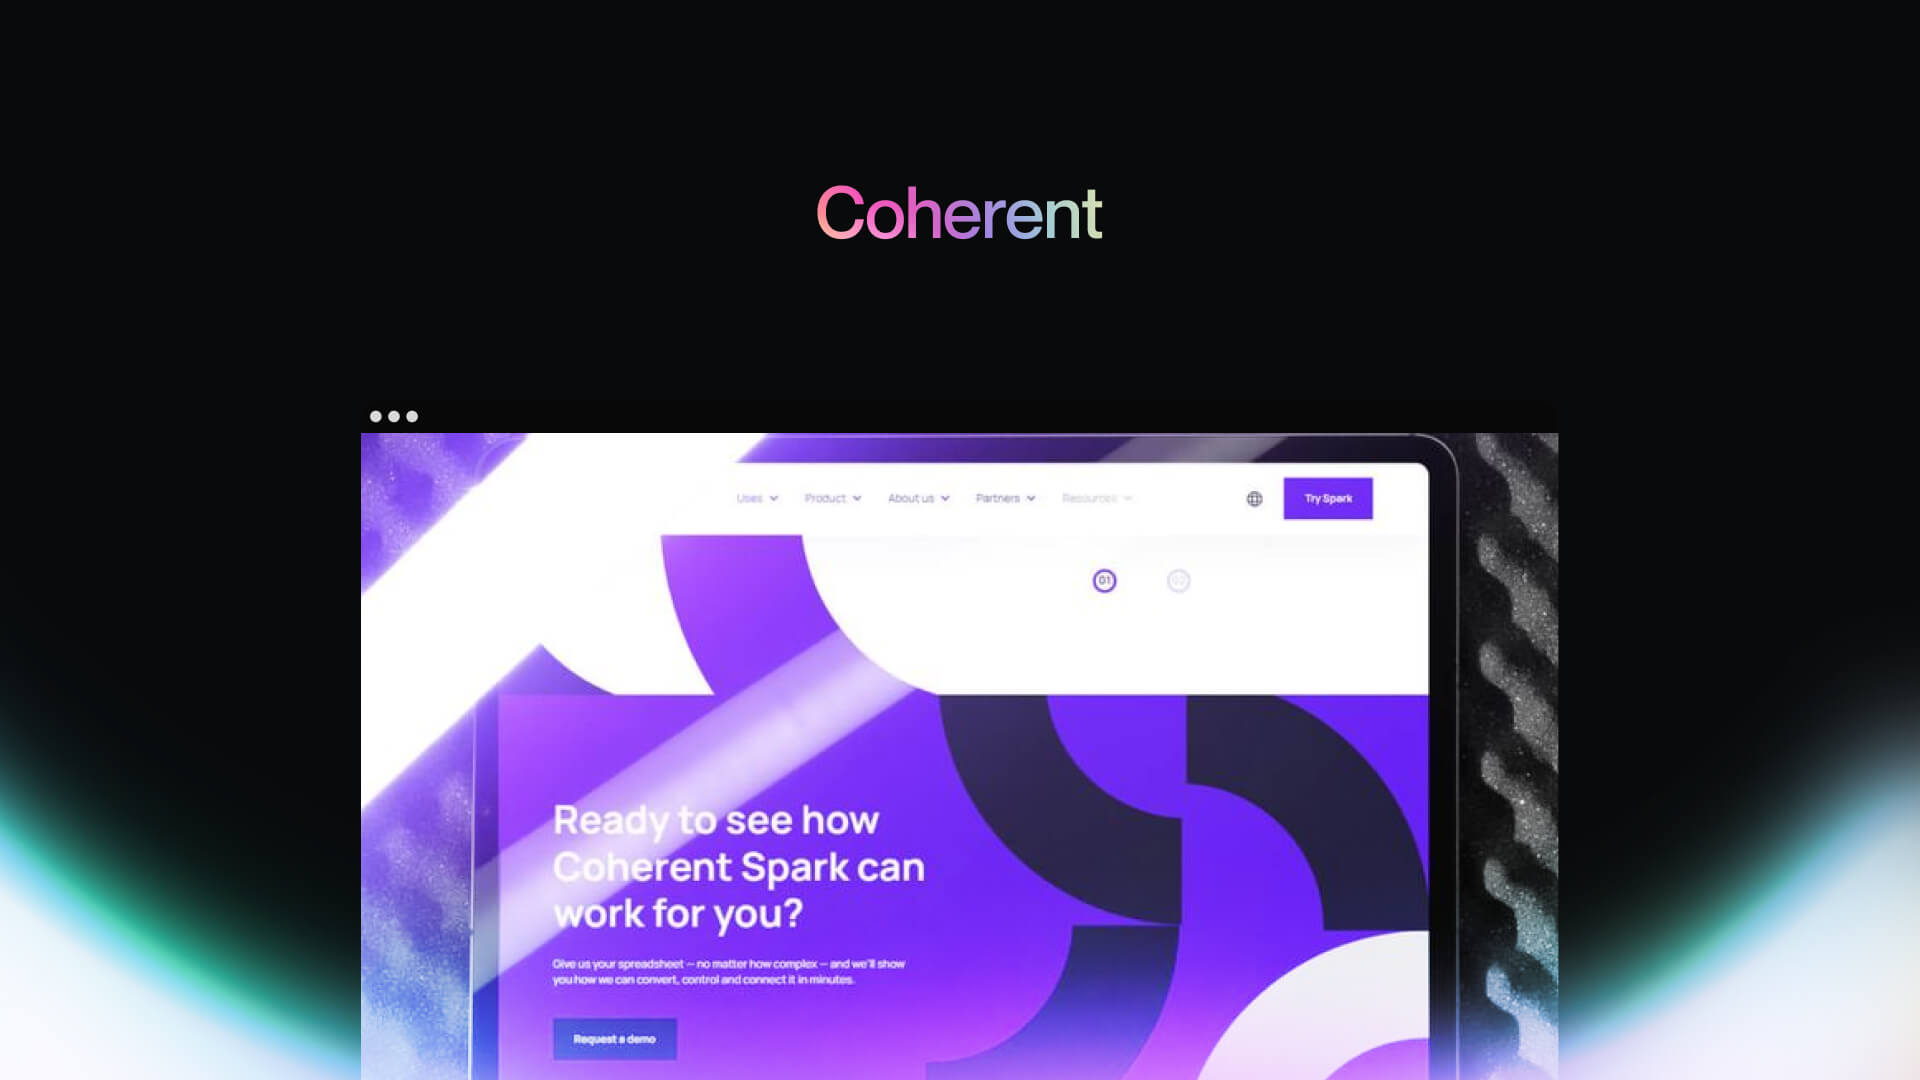 Coherent
Uses
Product
About us
Partners
Resources
Try Spark
01
02
Ready to see how
Coherent Spark can
work for you?
Give us your spreadsheet — no matter how complex — and we'll show
you how we can convert, control and connect it in minutes.
Request a demo